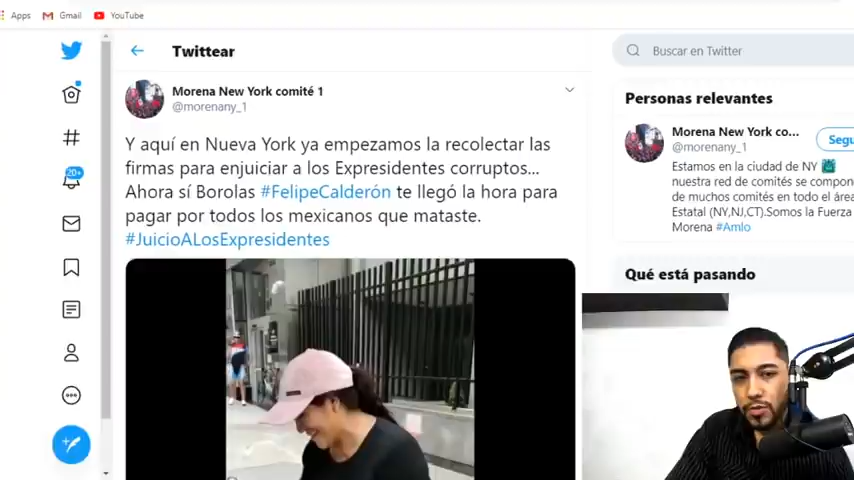 Apps
Gmail
YouTube
Twittear
Buscar en Twitter
Morena New York comité 1
@morenany_1
Y aquí en Nueva York ya empezamos la recolectar las
firmas para enjuiciar a los Expresidentes corruptos...
Ahora sí Borolas #FelipeCalderón te llegó la hora para
pagar por todos los mexicanos que mataste.
#JuicioALosExpresidentes
20+
Personas relevantes
Morena New York co...
@morenany_1
Segu
Estamos en la ciudad de NY
nuestra red de comités se compon
de muchos comités en todo el área
Estatal (NY,NJ,CT).Somos la Fuerza
Morena #Amlo
Qué está pasando